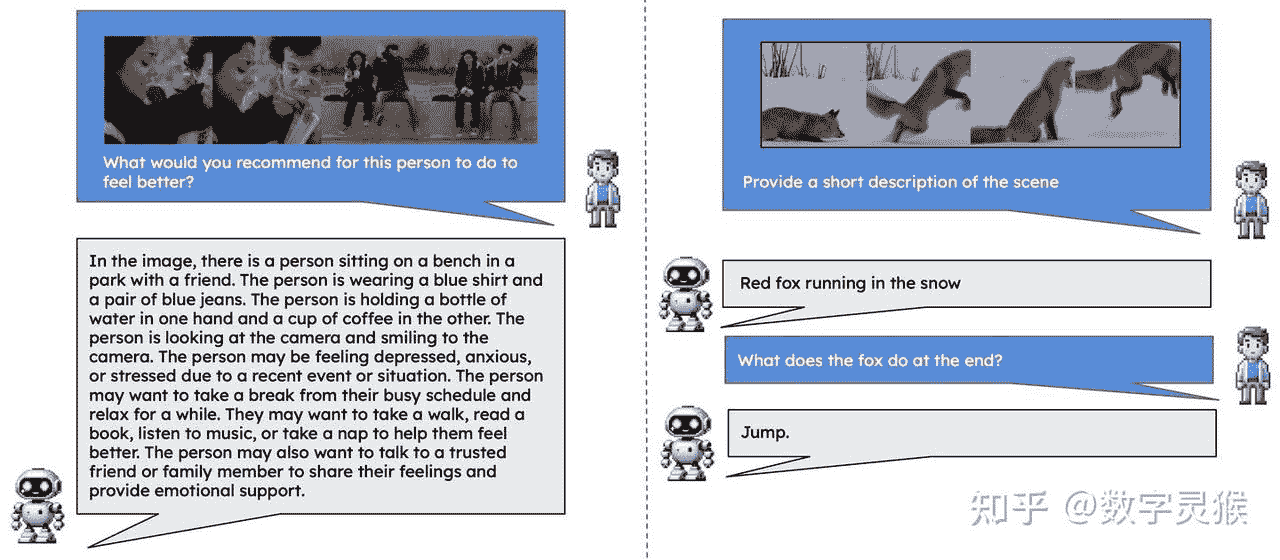 What would you recommend for this person to do to
feel better?
In the image, there is a person sitting on a bench in a
park with a friend. The person is wearing a blue shirt and
a pair of blue jeans. The person is holding a bottle of
water in one hand and a cup of coffee in the other. The
person is looking at the camera and smiling to the
camera. The person may be feeling depressed, anxious,
or stressed due to a recent event or situation. The person
may want to take a break from their busy schedule and
relax for a while. They may want to take a walk, read a
book, listen to music, or take a nap to help them feel
better. The person may also want to talk to a trusted
friend or family member to share their feelings and
provide emotional support.
Provide a short description of the scene
Red fox running in the snow
What does the fox do at the end?
Jump.
知乎 @数字灵猴